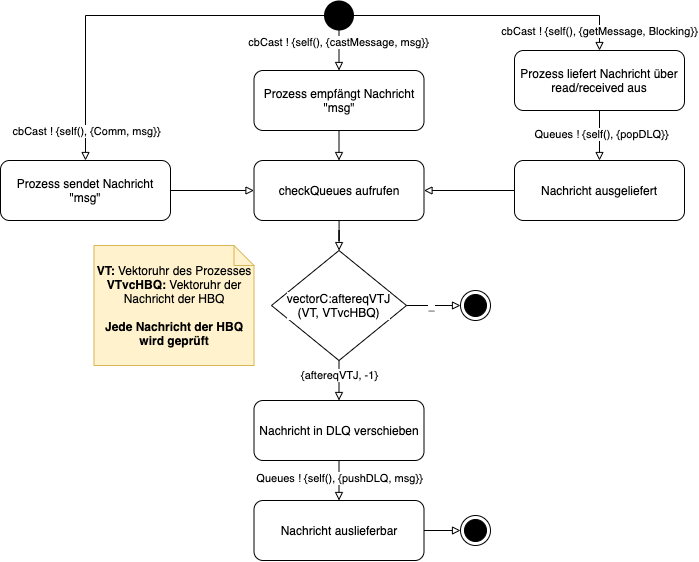 cbCast ! {self(), {getMessage, Blocking}}
cbCast ! {self(), {castMessage, msg}}
Prozess liefert Nachricht über
read/received aus
Prozess empfängt Nachricht
"msg"
cbCast ! {self(), {Comm, msg}}
Queues ! {self(), {popDLQ}}
Prozess sendet Nachricht
"msg"
checkQueues aufrufen
Nachricht ausgeliefert
VT: Vektoruhr des Prozesses
VTvcHBQ: Vektoruhr der
Nachricht der HBQ
Jede Nachricht der HBQ
wird geprüft
vectorC:aftereqVTJ
(VT, VTvcHBQ)
_
{aftereqVTJ, -1}
Nachricht in DLQ verschieben
Queues ! {self(), {pushDLQ, msg}}
Nachricht auslieferbar